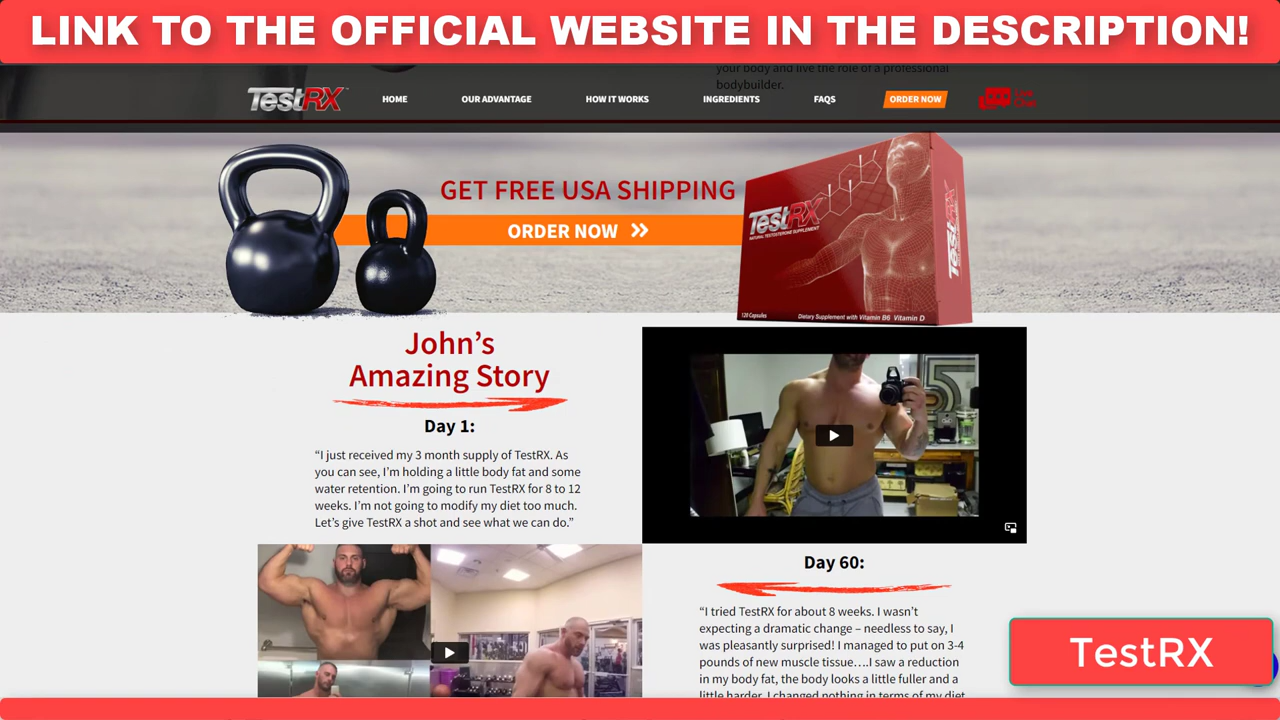 LINK TO THE OFFICIAL WEBSITE IN THE DESCRIPTION!
your body and live the role of a professional
bodybuilder.
TestRX
HOME
OUR ADVANTAGE
HOW IT WORKS
INGREDIENTS
FAQS
ORDER NOW
Live
Chat
GET FREE USA SHIPPING
ORDER NOW »
TestRX
NATURAL TESTOSTERONE SUPPLEMENT
TestRX
120 Capsules
Dietary Supplement with Vitamin B6 Vitamin D
John’s
Amazing Story
Day 1:
“I just received my 3 month supply of TestRX. As
you can see, I’m holding a little body fat and some
water retention. I’m going to run TestRX for 8 to 12
weeks. I’m not going to modify my diet too much.
Let’s give TestRX a shot and see what we can do.”
Day 60:
“I tried TestRX for about 8 weeks. I wasn’t
expecting a dramatic change – needless to say, I
was pleasantly surprised! I managed to put on 3-4
pounds of new muscle tissue….I saw a reduction
in my body fat, the body looks a little fuller and a
little harder. I changed nothing in terms of my diet
TestRX